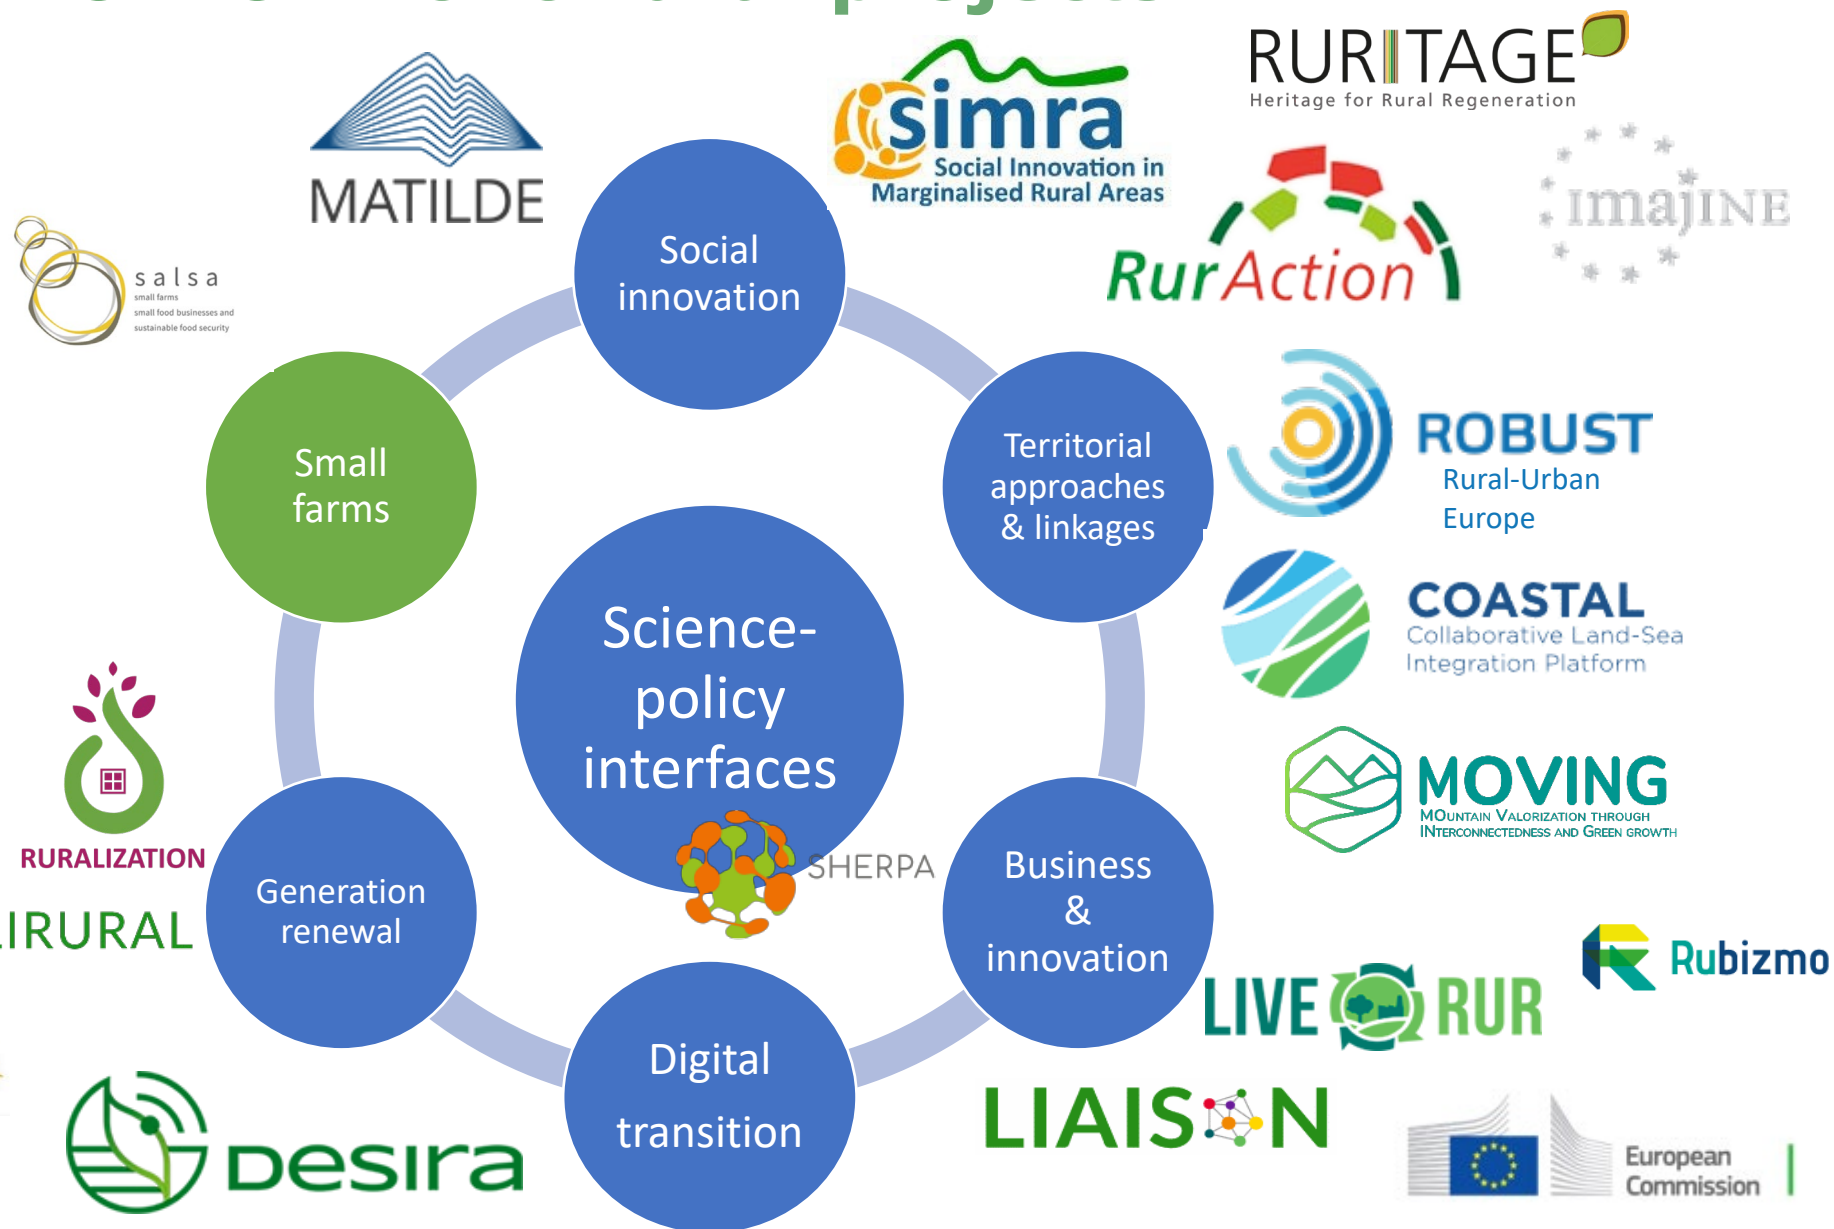 projects
RURITAGE
Heritage for Rural Regeneration
simra
Social Innovation in
Marginalised Rural Areas
MATILDE
imajINE
RurAction
salsa
small farms
small food businesses and
sustainable food security
Social
innovation
Small
farms
Territorial
approaches
& linkages
ROBUST
Rural-Urban
Europe
COASTAL
Collaborative Land-Sea
Integration Platform
Science-
policy
interfaces
SHERPA
MOVING
MOuntain Valorization through
INterconnectedness and Green growth
RURALIZATION
IRURAL
Generation
renewal
Business
&
innovation
Rubizmo
LIVERUR
Digital
transition
LIAISON
DESIRA
European
Commission